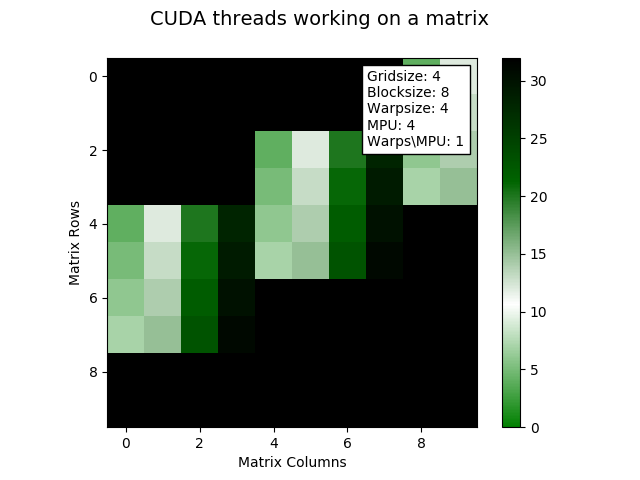 CUDA threads working on a matrix
Gridsize: 4
Blocksize: 8
Warpsize: 4
MPU: 4
Warps\MPU: 1
Matrix Rows
0
2
4
6
8
0 2 4 6 8
Matrix Columns
30
25
20
15
10
5
0